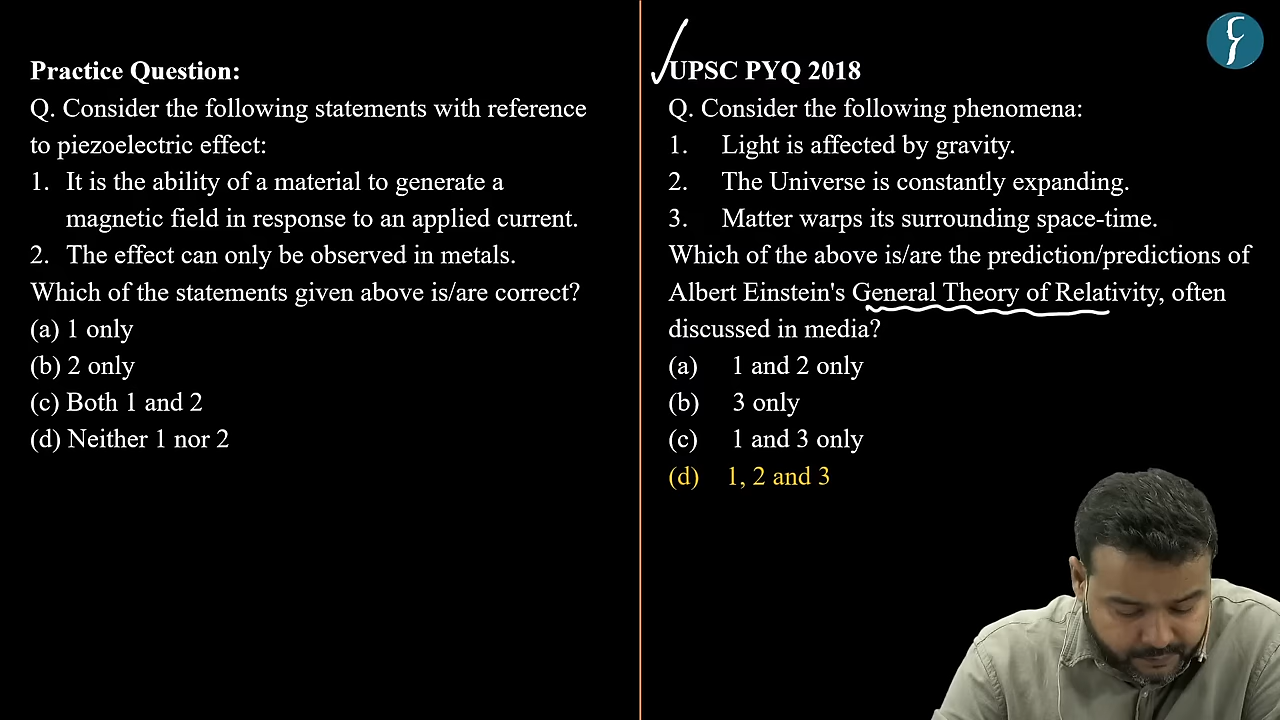 Practice Question:
Q. Consider the following statements with reference
to piezoelectric effect:
1. It is the ability of a material to generate a
magnetic field in response to an applied current.
2. The effect can only be observed in metals.
Which of the statements given above is/are correct?
(a) 1 only
(b) 2 only
(c) Both 1 and 2
(d) Neither 1 nor 2
UPSC PYQ 2018
Q. Consider the following phenomena:
1. Light is affected by gravity.
2. The Universe is constantly expanding.
3. Matter warps its surrounding space-time.
Which of the above is/are the prediction/predictions of
Albert Einstein's General Theory of Relativity, often
discussed in media?
(a) 1 and 2 only
(b) 3 only
(c) 1 and 3 only
(d) 1, 2 and 3